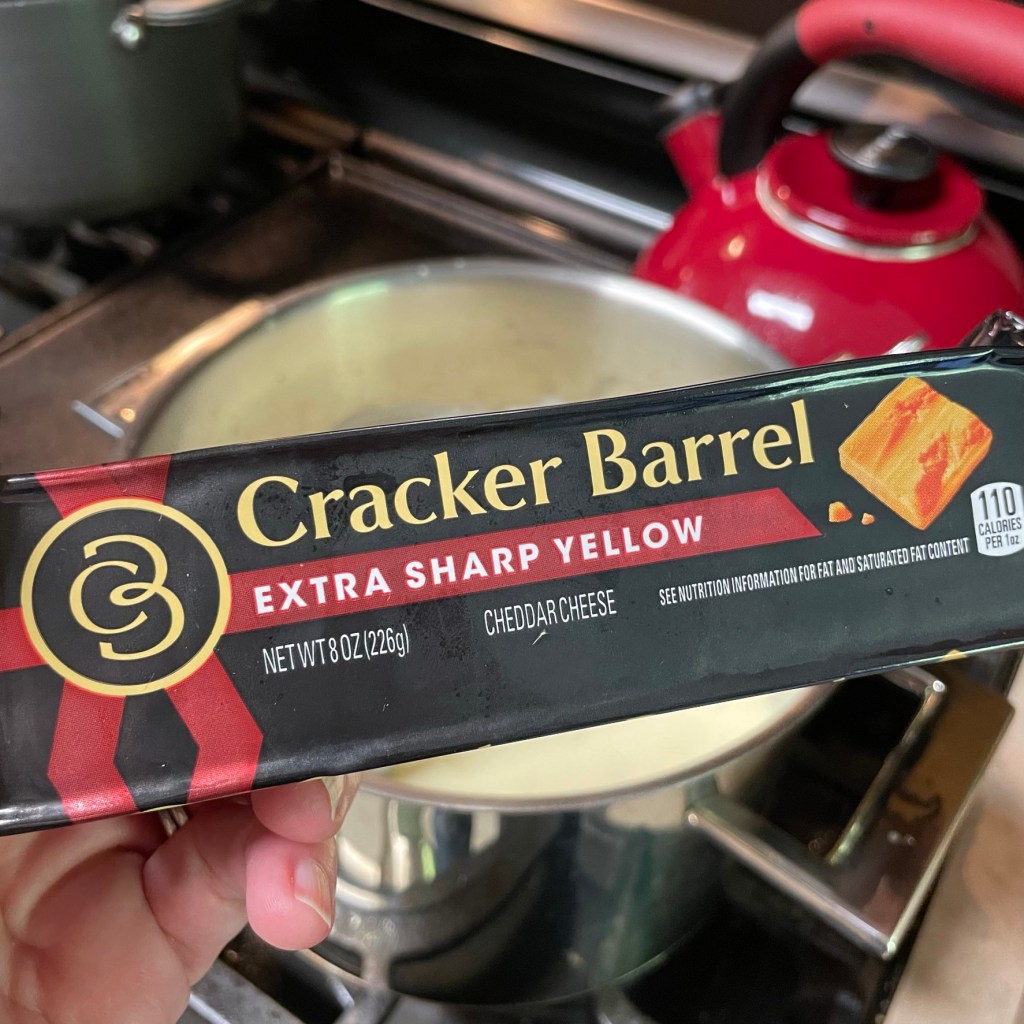 CB
Cracker Barrel
EXTRA SHARP YELLOW
NET WT 8 OZ (226g)
CHEDDAR CHEESE
SEE NUTRITION INFORMATION FOR FAT AND SATURATED FAT CONTENT
110
CALORIES
PER 1oz